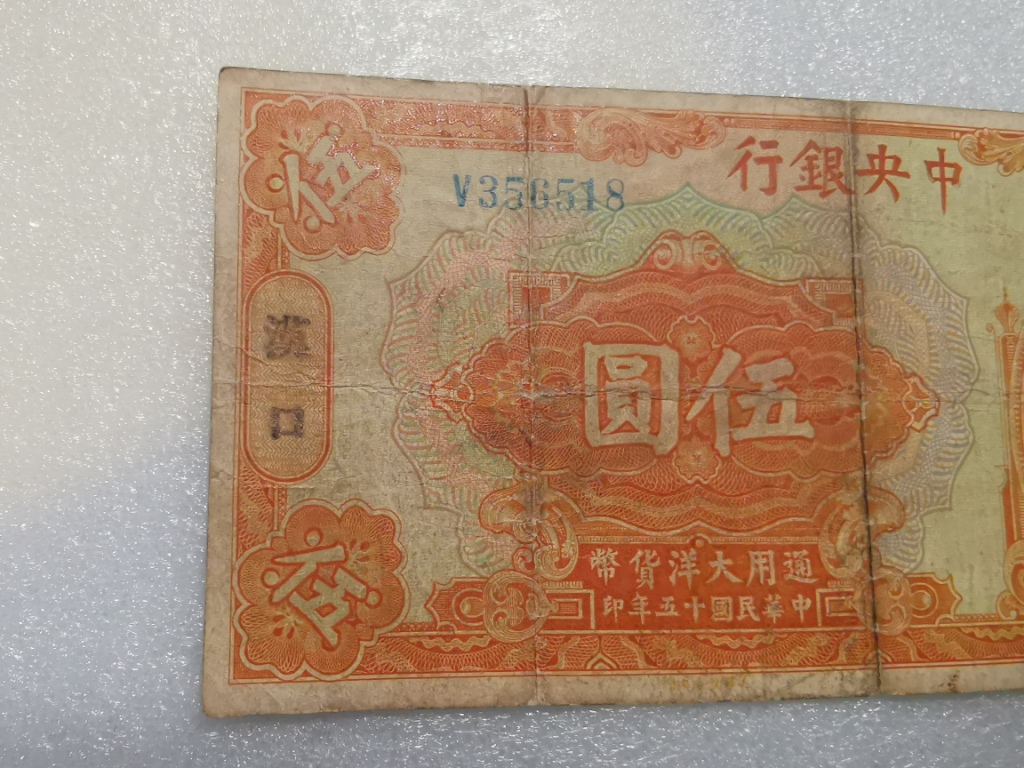 中央銀行
V356518
伍
漢口
伍圓
伍
通用大洋貨幣
中華民國十五年印